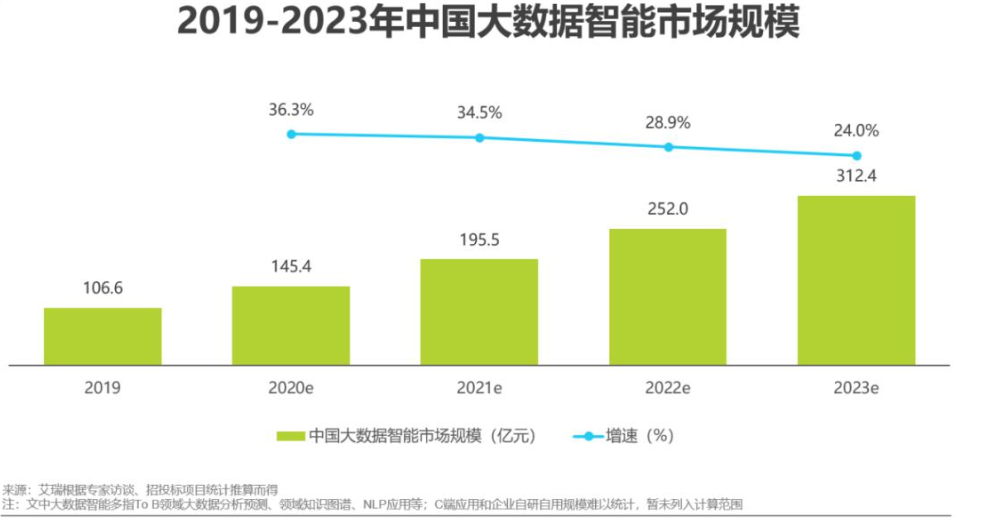 2019-2023年中国大数据智能市场规模
36.3%
34.5%
28.9%
24.0%
106.6
145.4
195.5
252.0
312.4
2019
2020e
2021e
2022e
2023e
中国大数据智能市场规模（亿元）
增速（%）
来源：艾瑞根据专家访谈、招投标项目统计推算而得
注：文中大数据智能多指To B领域大数据分析预测、领域知识图谱、NLP应用等；C端应用和企业自研自用规模难以统计，暂未列入计算范围